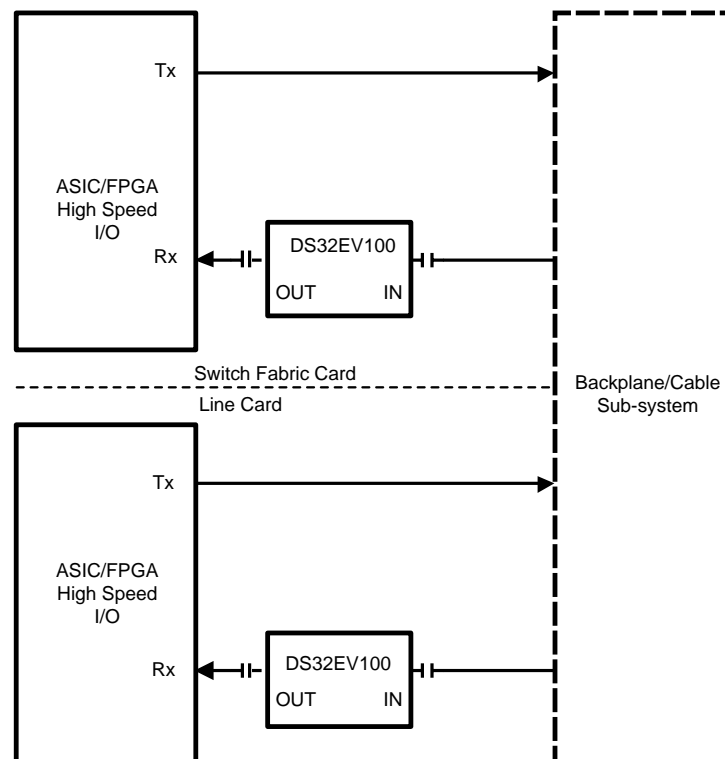 Tx
ASIC/FPGA
High Speed
I/O
Rx
DS32EV100
OUT IN
Switch Fabric Card
Line Card
Backplane/Cable
Sub-system
Tx
ASIC/FPGA
High Speed
I/O
Rx
DS32EV100
OUT IN